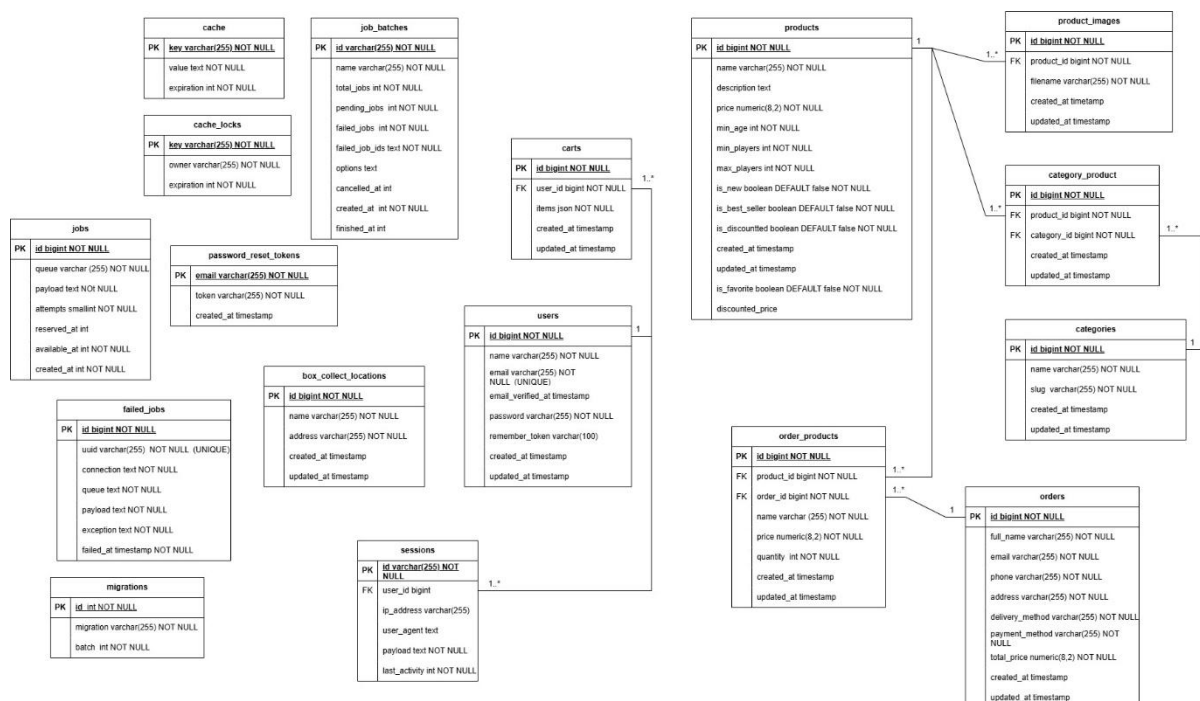 cache
PK key varchar(255) NOT NULL
value text NOT NULL
expiration int NOT NULL
cache_locks
PK key varchar(255) NOT NULL
owner varchar(255) NOT NULL
expiration int NOT NULL
job_batches
PK id varchar(255) NOT NULL
name varchar(255) NOT NULL
total_jobs int NOT NULL
pending_jobs int NOT NULL
failed_jobs int NOT NULL
failed_job_ids text NOT NULL
options text
cancelled_at int
created_at int NOT NULL
finished_at int
jobs
PK id bigint NOT NULL
queue varchar (255) NOT NULL
payload text NOt NULL
attempts smallint NOT NULL
reserved_at int
available_at int NOT NULL
created_at int NOT NULL
password_reset_tokens
PK email varchar(255) NOT NULL
token varchar(255) NOT NULL
created_at timestamp
box_collect_locations
PK id bigint NOT NULL
name varchar(255) NOT NULL
address varchar(255) NOT NULL
created_at timestamp
updated_at timestamp
failed_jobs
PK id bigint NOT NULL
uuid varchar(255) NOT NULL (UNIQUE)
connection text NOT NULL
queue text NOT NULL
payload text NOT NULL
exception text NOT NULL
failed_at timestamp NOT NULL
migrations
PK id int NOT NULL
migration varchar(255) NOT NULL
batch int NOT NULL
carts
PK id bigint NOT NULL
FK user_id bigint NOT NULL
items json NOT NULL
created_at timestamp
updated_at timestamp
1..*
users
PK id bigint NOT NULL
name varchar(255) NOT NULL
email varchar(255) NOT
NULL (UNIQUE)
email_verified_at timestamp
password varchar(255) NOT NULL
remember_token varchar(100)
created_at timestamp
updated_at timestamp
1
sessions
PK id varchar(255) NOT
NULL
FK user_id bigint
ip_address varchar(255)
user_agent text
payload text NOT NULL
last_activity int NOT NULL
1..*
products
PK id bigint NOT NULL
name varchar(255) NOT NULL
description text
price numeric(8,2) NOT NULL
min_age int NOT NULL
min_players int NOT NULL
max_players int NOT NULL
is_new boolean DEFAULT false NOT NULL
is_best_seller boolean DEFAULT false NOT NULL
is_discountted boolean DEFAULT false NOT NULL
created_at timestamp
updated_at timestamp
is_favorite boolean DEFAULT false NOT NULL
discounted_price
1
product_images
PK id bigint NOT NULL
FK product_id bigint NOT NULL
filename varchar(255) NOT NULL
created_at timetamp
updated_at timestamp
1..*
category_product
FK product_id bigint NOT NULL
FK category_id bigint NOT NULL
created_at timestamp
updated_at timestamp
1..*
1..*
categories
PK id bigint NOT NULL
name varchar(255) NOT NULL
slug varchar(255) NOT NULL
created_at timestamp
updated_at timestamp
1
order_products
PK id bigint NOT NULL
FK product_id bigint NOT NULL
FK order_id bigint NOT NULL
name varchar (255) NOT NULL
price numeric(8,2) NOT NULL
quantity int NOT NULL
created_at timestamp
updated_at timestamp
1..*
1..*
orders
PK id bigint NOT NULL
full_name varchar(255) NOT NULL
email varchar(255) NOT NULL
phone varchar(255) NOT NULL
address varchar(255) NOT NULL
delivery_method varchar(255) NOT NULL
payment_method varchar(255) NOT
NULL
total_price numeric(8,2) NOT NULL
created_at timestamp
updated_at timestamp
1